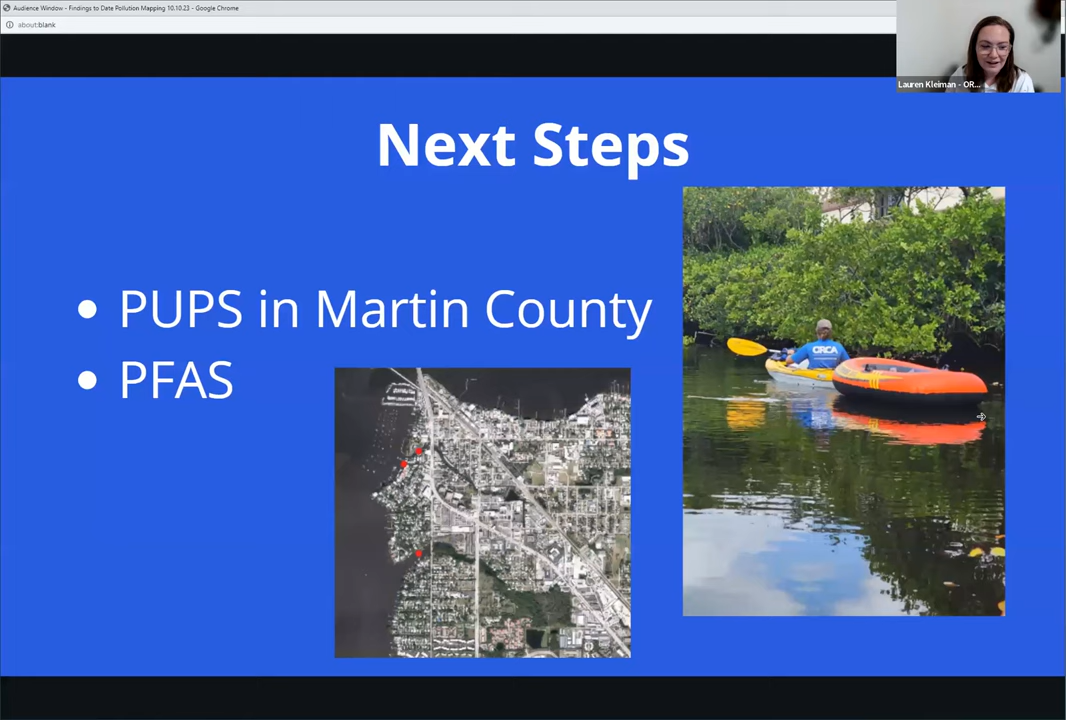 Audience Window - Findings to Date Pollution Mapping 10.10.23 - Google Chrome
about:blank
Lauren Kleiman - OR...
Next Steps
• PUPS in Martin County
• PFAS
ORCA